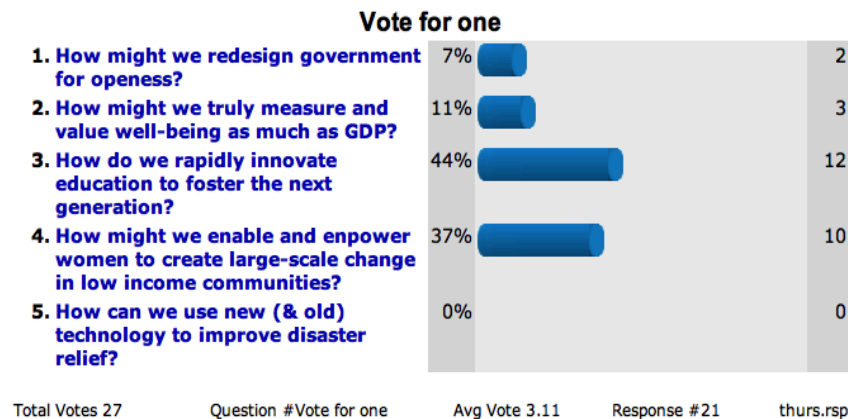 Vote for one
1. How might we redesign government 7% 2
for openess?
2. How might we truly measure and 11% 3
value well-being as much as GDP?
3. How do we rapidly innovate 44% 12
education to foster the next
generation?
4. How might we enable and enpower 37% 10
women to create large-scale change
in low income communities?
5. How can we use new (& old) 0% 0
technology to improve disaster
relief?
Total Votes 27 Question #Vote for one Avg Vote 3.11 Response #21 thurs.rsp